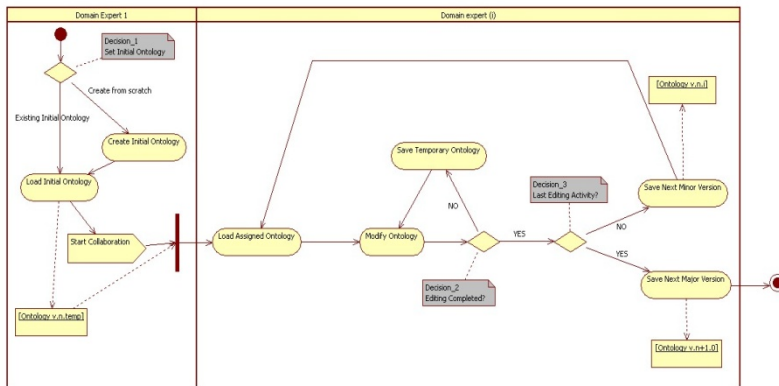 Domain Expert 1
Domain expert (i)
Decision_1
Set Initial Ontology
Create from scratch
Existing Initial Ontology
Create Initial Ontology
Load Initial Ontology
Start Collaboration
[Ontology v.n.temp]
Load Assigned Ontology
Save Temporary Ontology
Modify Ontology
NO
Decision_2
Editing Completed?
YES
Decision_3
Last Editing Activity?
NO
YES
[Ontology v.n.i]
Save Next Minor Version
Save Next Major Version
[Ontology v.n+1.0]